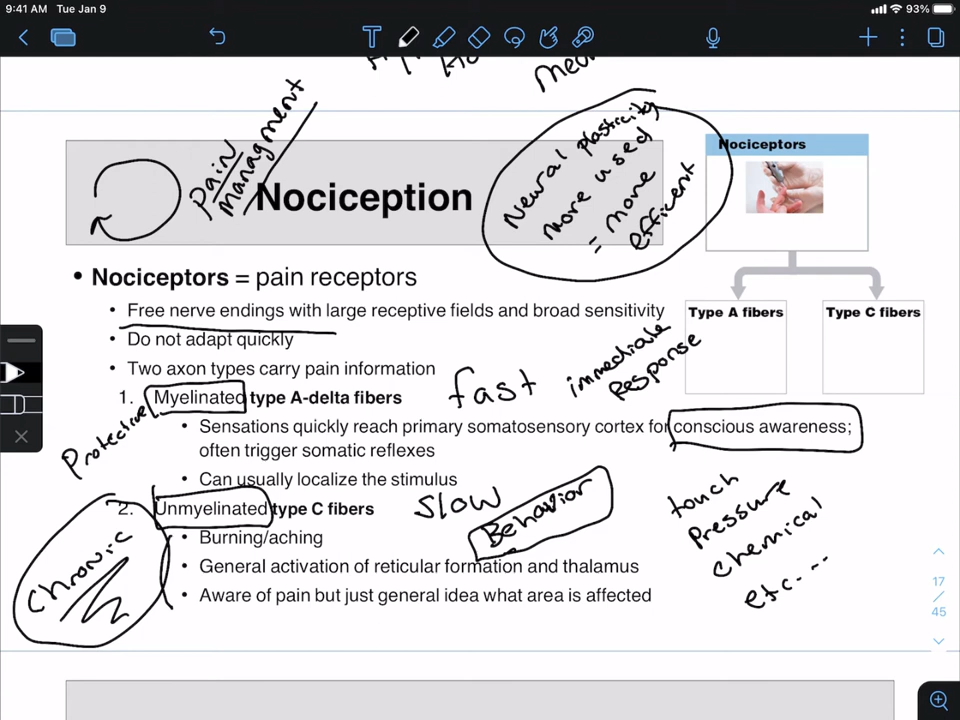 9:41 AM Tue Jan 9
93%
Pain
Managment
Nociception
Neural plasticity
more used
= more
efficent
Nociceptors
Type A fibers
Type C fibers
• Nociceptors = pain receptors
• Free nerve endings with large receptive fields and broad sensitivity
• Do not adapt quickly
• Two axon types carry pain information
immediate
Response
1. Myelinated type A-delta fibers
fast
Protective
• Sensations quickly reach primary somatosensory cortex for conscious awareness;
often trigger somatic reflexes
• Can usually localize the stimulus
2. Unmyelinated type C fibers
Slow
Behavior
Chronic
• Burning/aching
• General activation of reticular formation and thalamus
• Aware of pain but just general idea what area is affected
touch
Pressure
chemical
etc....
17
/
45